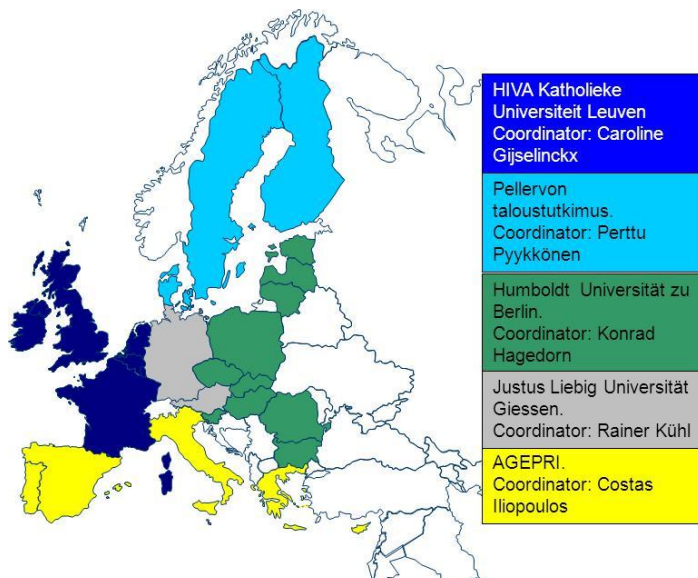 HIVA Katholieke
Universiteit Leuven
Coordinator: Caroline
Gijselinckx
Pellervon
taloustutkimus.
Coordinator: Perttu
Pyykkönen
Humboldt Universität zu
Berlin.
Coordinator: Konrad
Hagedorn
Justus Liebig Universität
Giessen.
Coordinator: Rainer Kühl
AGEPRI.
Coordinator: Costas
Iliopoulos